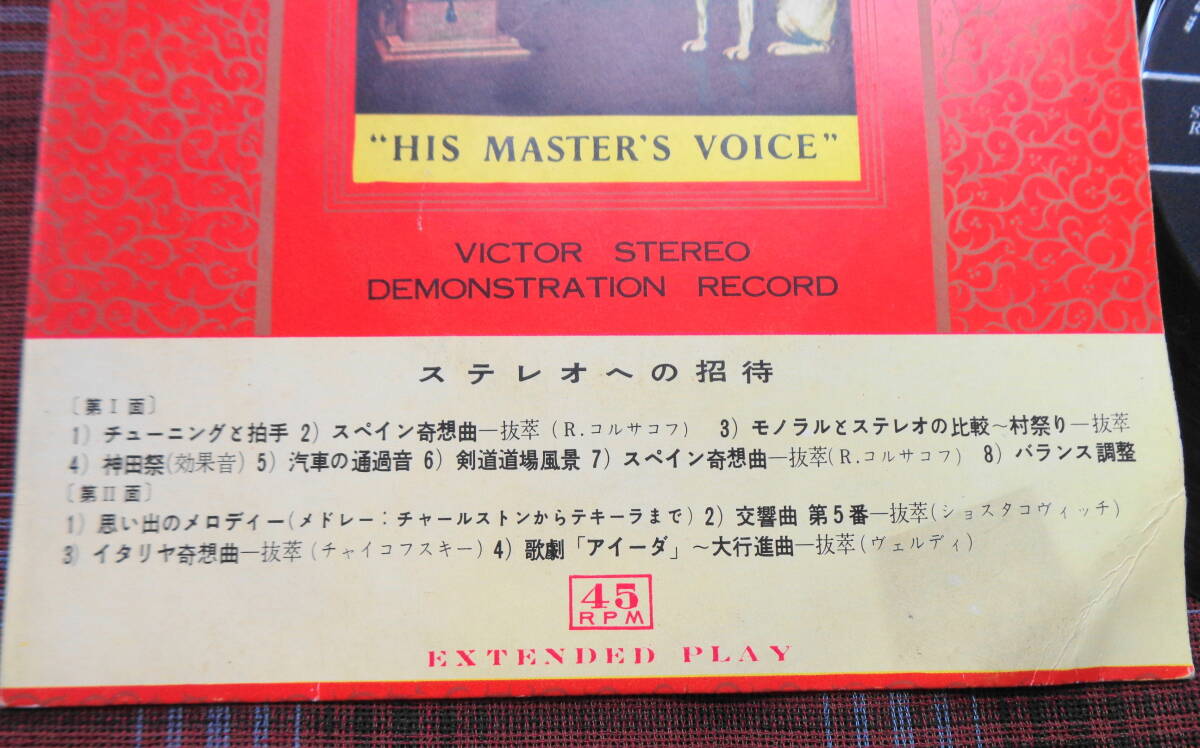 "HIS MASTER'S VOICE"
VICTOR STEREO
DEMONSTRATION RECORD
ステレオへの招待
〔第Ⅰ面〕
1) チューニングと拍手 2) スペイン奇想曲—抜萃 (R.コルサコフ) 3) モノラルとステレオの比較～村祭り—抜萃
4) 神田祭(効果音) 5) 汽車の通過音 6) 剣道道場風景 7) スペイン奇想曲—抜萃(R.コルサコフ) 8) バランス調整
〔第Ⅱ面〕
1) 思い出のメロディー(メドレー：チャールストンからテキーラまで) 2) 交響曲 第5番—抜萃(ショスタコヴィッチ)
3) イタリヤ奇想曲—抜萃(チャイコフスキー) 4) 歌劇「アイーダ」～大行進曲—抜萃(ヴェルディ)
45
RPM
EXTENDED PLAY